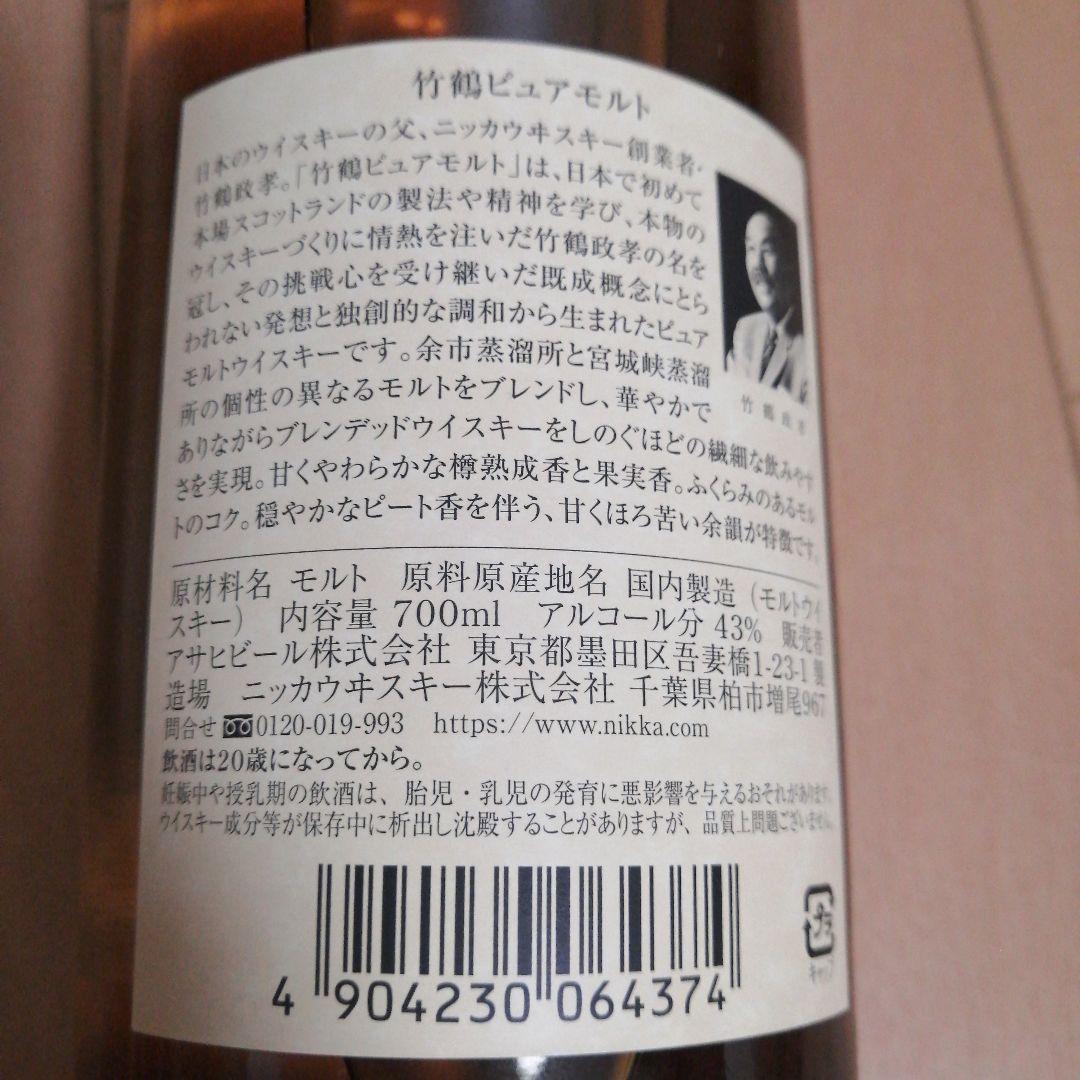 竹鶴ピュアモルト
日本のウイスキーの父、ニッカウヰスキー創業者・
竹鶴政孝。「竹鶴ピュアモルト」は、日本で初めて
本場スコットランドの製法や精神を学び、本物の
ウイスキーづくりに情熱を注いだ竹鶴政孝の名を
冠し、その挑戦心を受け継いだ既成概念にとら
われない発想と独創的な調和から生まれたピュア
モルトウイスキーです。余市蒸溜所と宮城峡蒸溜
所の個性の異なるモルトをブレンドし、華やかで
ありながらブレンデッドウイスキーをしのぐほどの繊細な飲みやす
さを実現。甘くやわらかな樽熟成香と果実香。ふくらみのあるモル
トのコク。穏やかなピート香を伴う、甘くほろ苦い余韻が特徴です。
竹鶴政孝
原材料名 モルト 原料原産地名 国内製造（モルトウイ
スキー） 内容量 700ml アルコール分 43% 販売者
アサヒビール株式会社 東京都墨田区吾妻橋1-23-1 製
造場 ニッカウヰスキー株式会社 千葉県柏市増尾967
問合せ 0120-019-993 https://www.nikka.com
飲酒は20歳になってから。
妊娠中や授乳期の飲酒は、胎児・乳児の発育に悪影響を与えるおそれがあります。
ウイスキー成分等が保存中に析出し沈殿することがありますが、品質上問題ございません。
プラ
キャップ
4 904230 064374